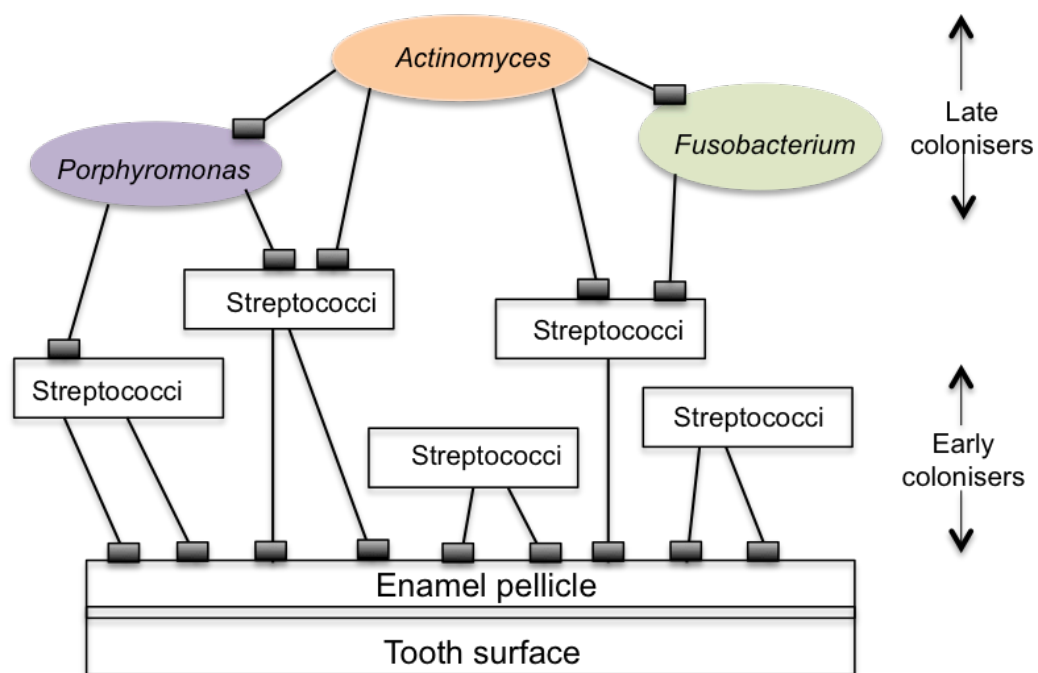 Actinomyces
Late
colonisers
Fusobacterium
Porphyromonas
Streptococci
Streptococci
Streptococci
Streptococci
Streptococci
Early
colonisers
Enamel pellicle
Tooth surface